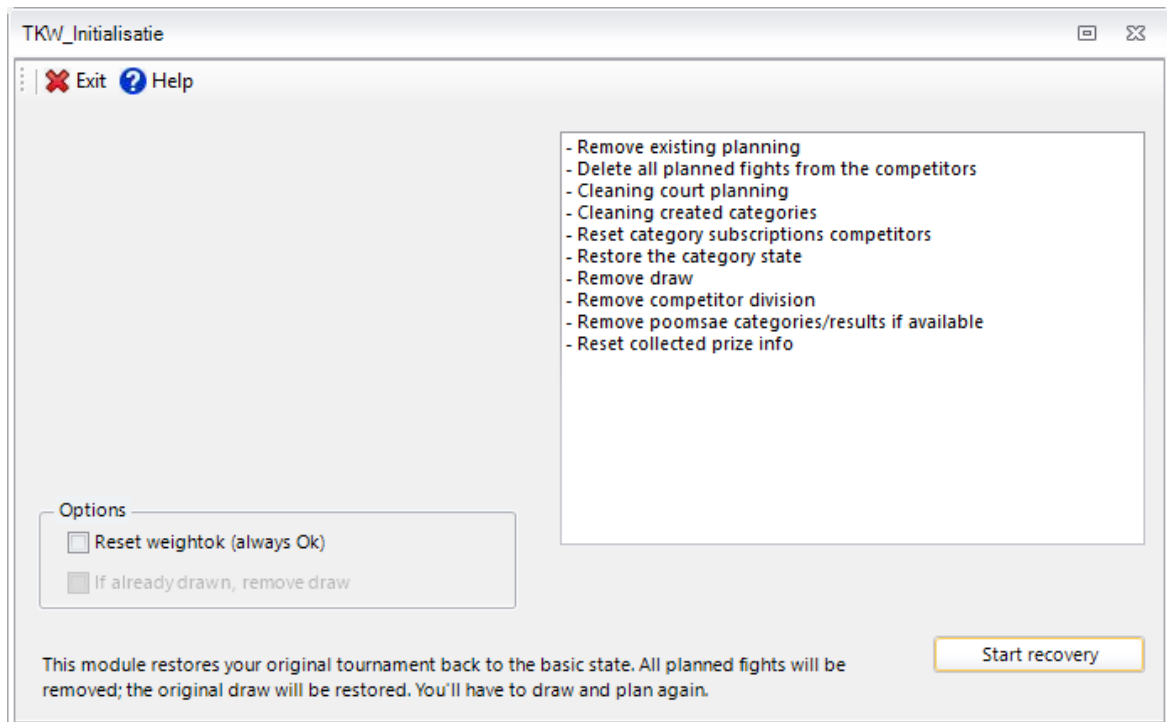 TKW_Initialisatie
Exit Help
- Remove existing planning
- Delete all planned fights from the competitors
- Cleaning court planning
- Cleaning created categories
- Reset category subscriptions competitors
- Restore the category state
- Remove draw
- Remove competitor division
- Remove poomsae categories/results if available
- Reset collected prize info
Options
Reset weightok (always Ok)
If already drawn, remove draw
This module restores your original tournament back to the basic state. All planned fights will be
removed; the original draw will be restored. You'll have to draw and plan again.
Start recovery